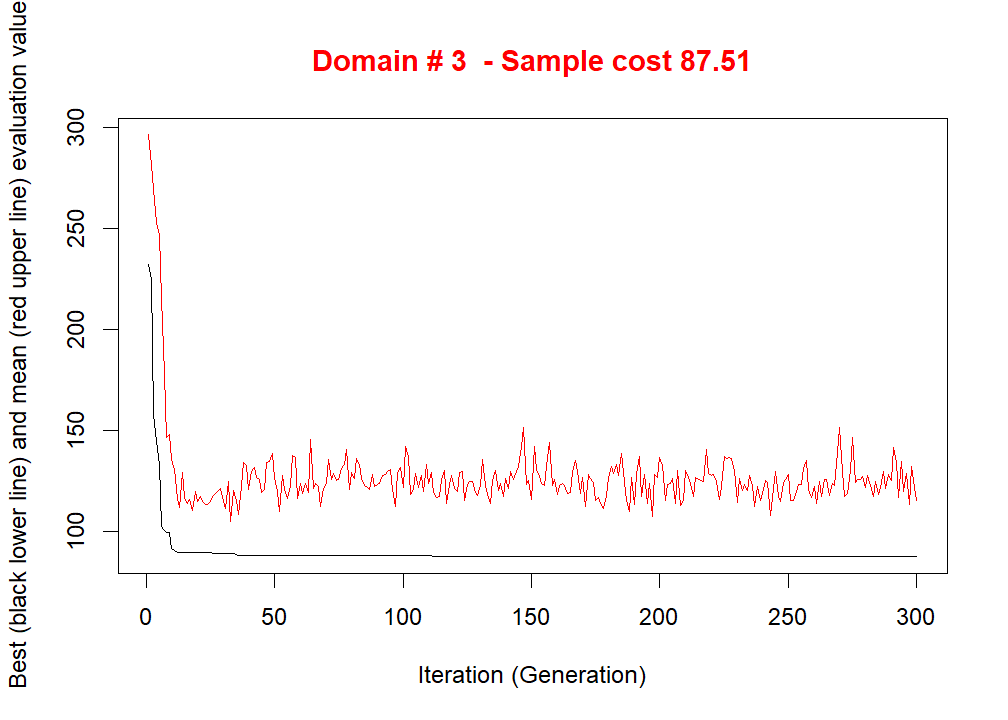 Domain # 3  - Sample cost 87.51
Best (black lower line) and mean (red upper line) evaluation value
300
250
200
150
100
0 50 100 150 200 250 300
Iteration (Generation)